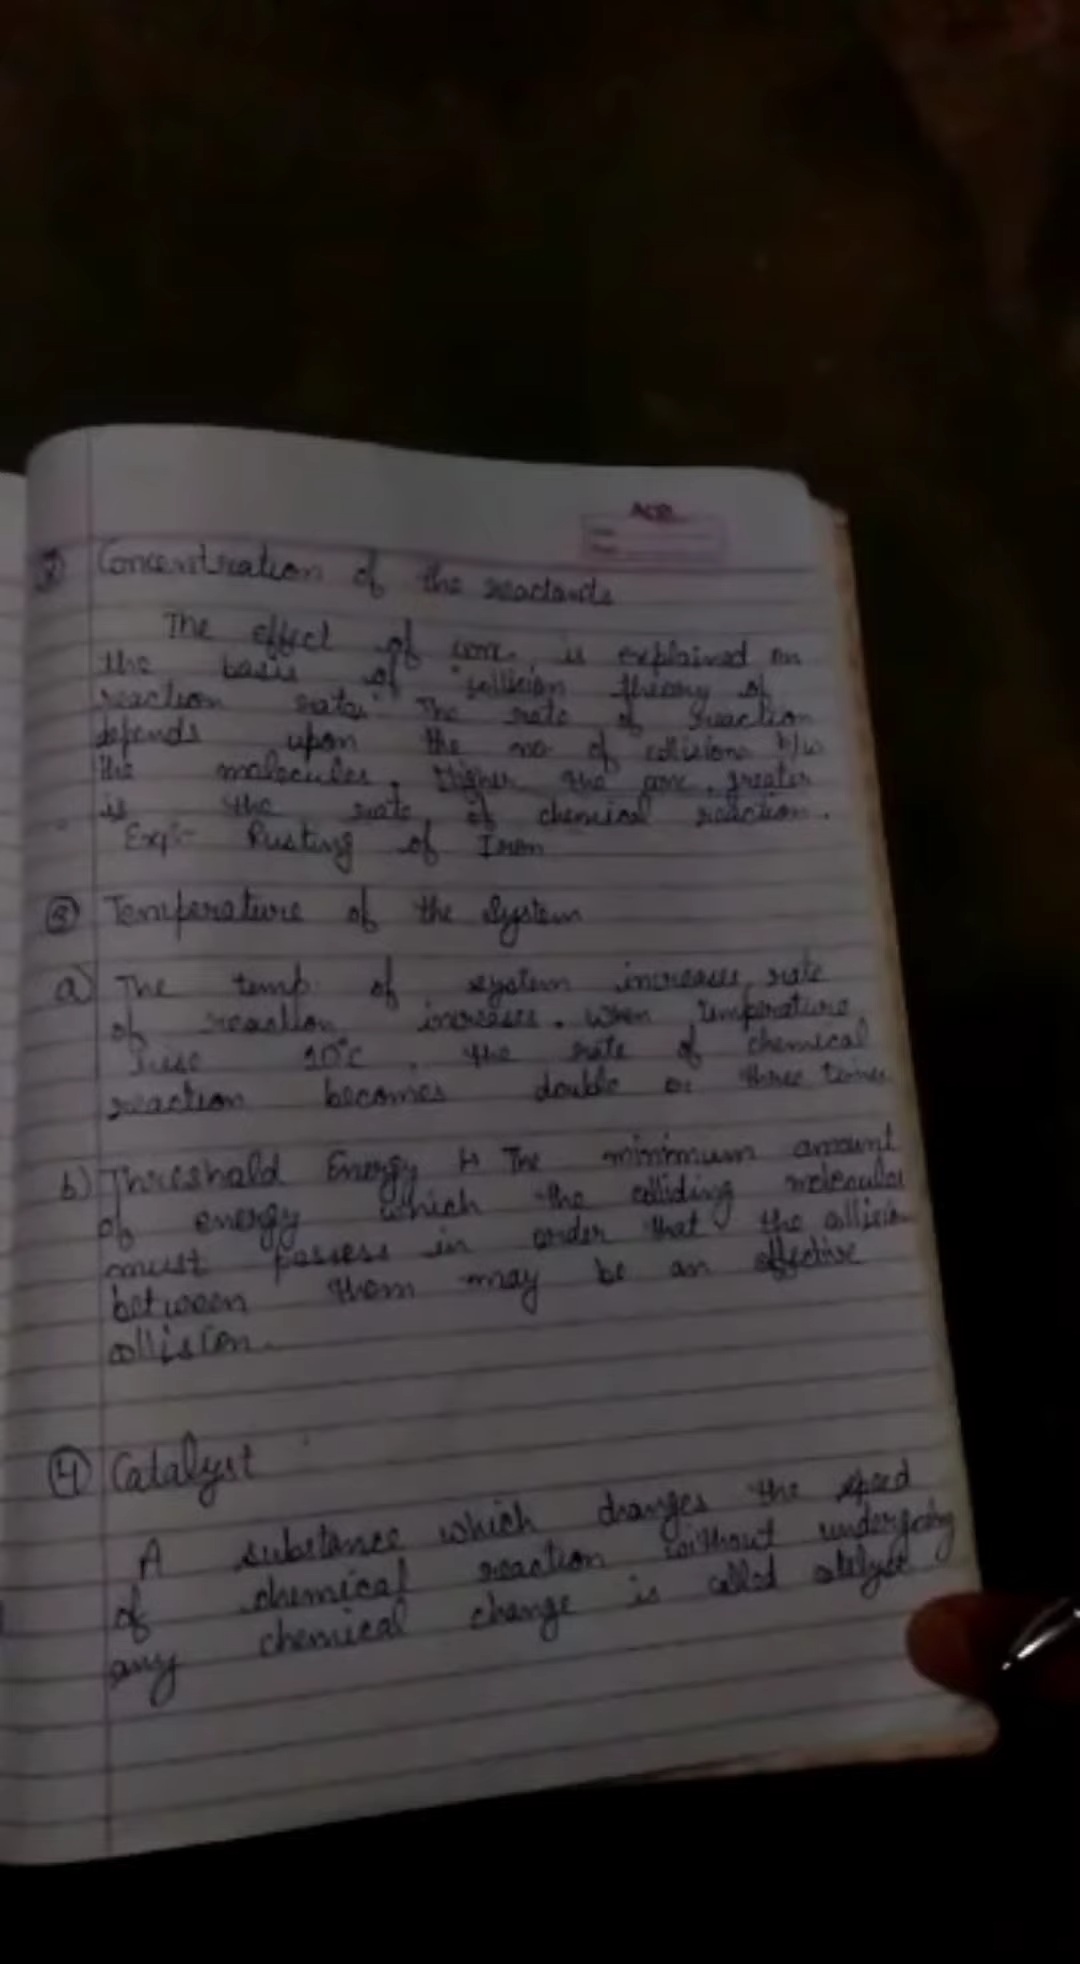 ② Concentration of the reactants
The effect of conc. is explained on
the basis of "collision theory of
reaction rate." The rate of reaction
depends upon the no. of collisions b/w
the molecules. Higher the conc. greater
is the rate of chemical reaction.
Exp:- Rusting of Iron
③ Temperature of the System
a) The temp. of system increases, rate
of reaction increases. When temperature
rise 10°C, the rate of chemical
reaction becomes double or three times
b) Threshold Energy :- The minimum amount
of energy which the colliding molecules
must possess in order that the collision
between them may be an effective
collision.
④ Catalyst
A substance which changes the speed
of chemical reaction without undergoing
any chemical change is called catalyst